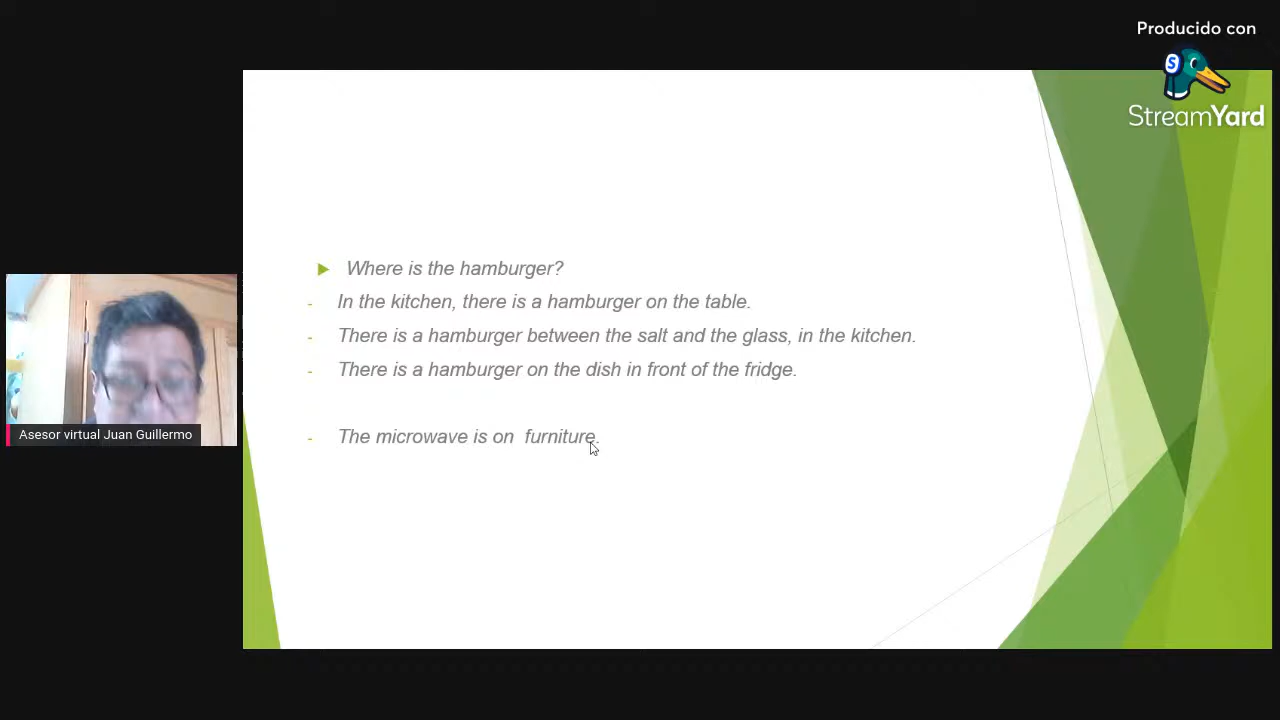 Producido con
StreamYard
Where is the hamburger?
- In the kitchen, there is a hamburger on the table.
- There is a hamburger between the salt and the glass, in the kitchen.
- There is a hamburger on the dish in front of the fridge.
- The microwave is on  furniture.
Asesor virtual Juan Guillermo